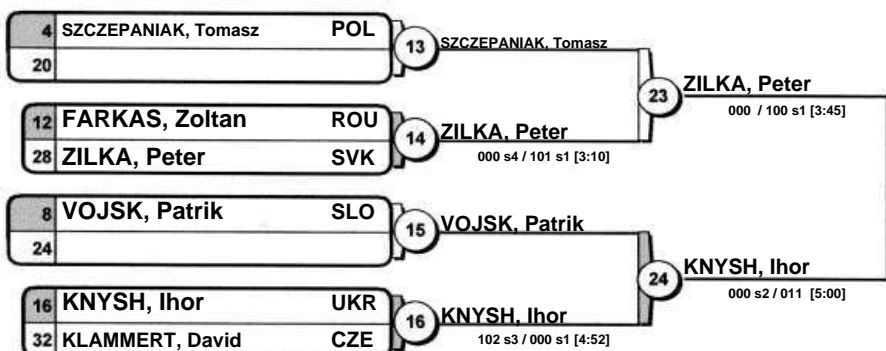 4 SZCZEPANIAK, Tomasz POL
20
13 SZCZEPANIAK, Tomasz
12 FARKAS, Zoltan ROU
28 ZILKA, Peter SVK
14 ZILKA, Peter
000 s4 / 101 s1 [3:10]
23 ZILKA, Peter
000 / 100 s1 [3:45]
8 VOJSK, Patrik SLO
24
15 VOJSK, Patrik
16 KNYSH, Ihor UKR
32 KLAMMERT, David CZE
16 KNYSH, Ihor
102 s3 / 000 s1 [4:52]
24 KNYSH, Ihor
000 s2 / 011 [5:00]